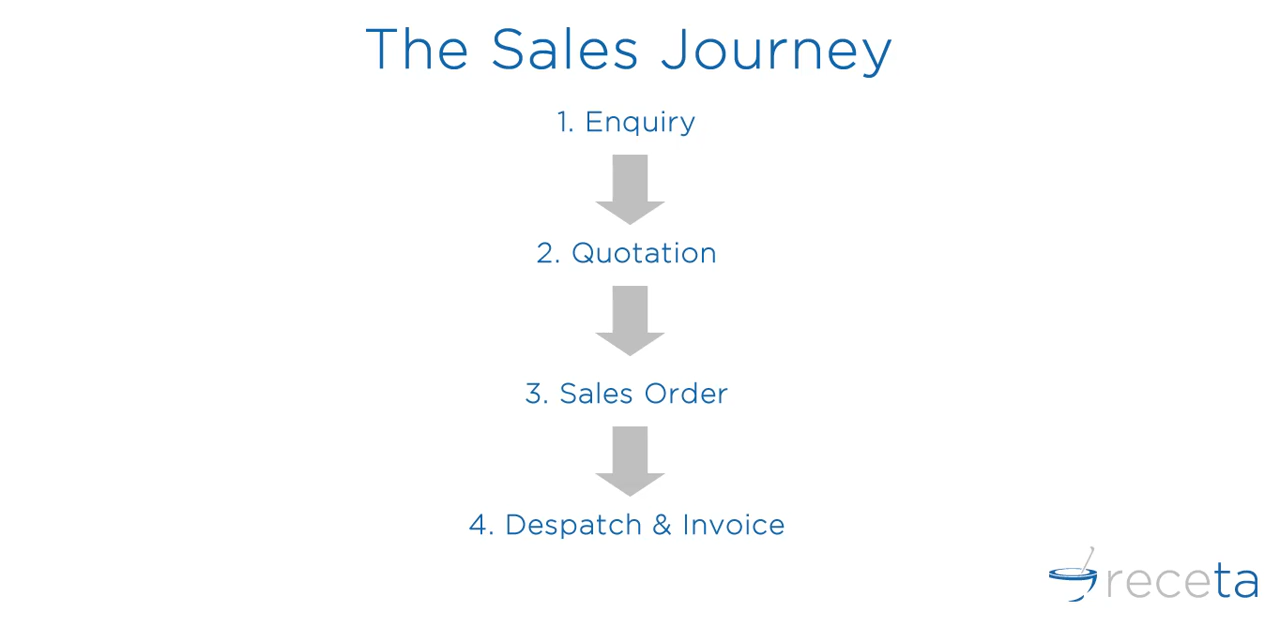 The Sales Journey
1. Enquiry
2. Quotation
3. Sales Order
4. Despatch & Invoice
receta